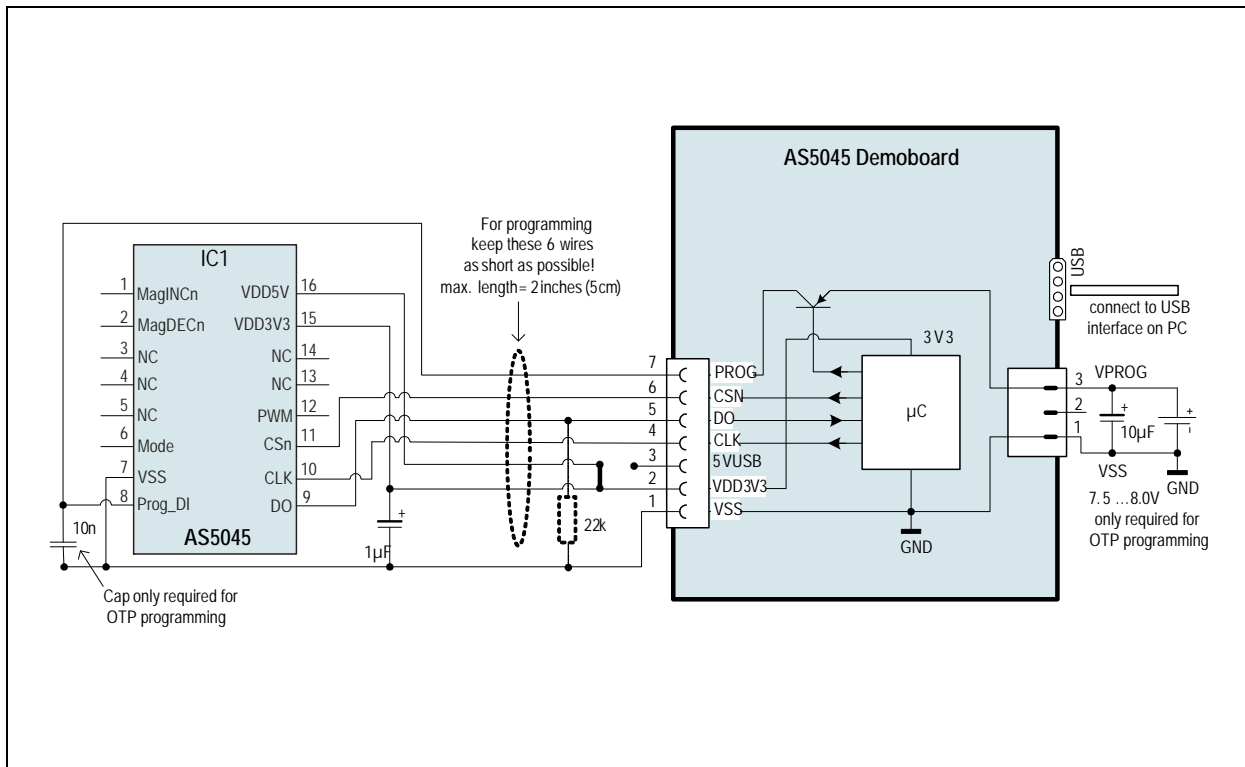 AS5045 Demoboard
For programming
keep these 6 wires
as short as possible!
max. length= 2inches (5cm)
IC1
1 MagINCn
2 MagDECn
3 NC
4 NC
5 NC
6 Mode
7 VSS
8 Prog_DI
VDD5V 16
VDD3V3 15
NC 14
NC 13
PWM 12
CSn 11
CLK 10
DO 9
AS5045
10n
Cap only required for
OTP programming
1µF
+
22k
7 PROG
6 CSN
5 DO
4 CLK
3 5VUSB
2 VDD3V3
1 VSS
3V3
µC
GND
USB
connect to USB
interface on PC
3 VPROG
2
1
+
10µF
+
-
VSS
GND
7.5 ...8.0V
only required for
OTP programming